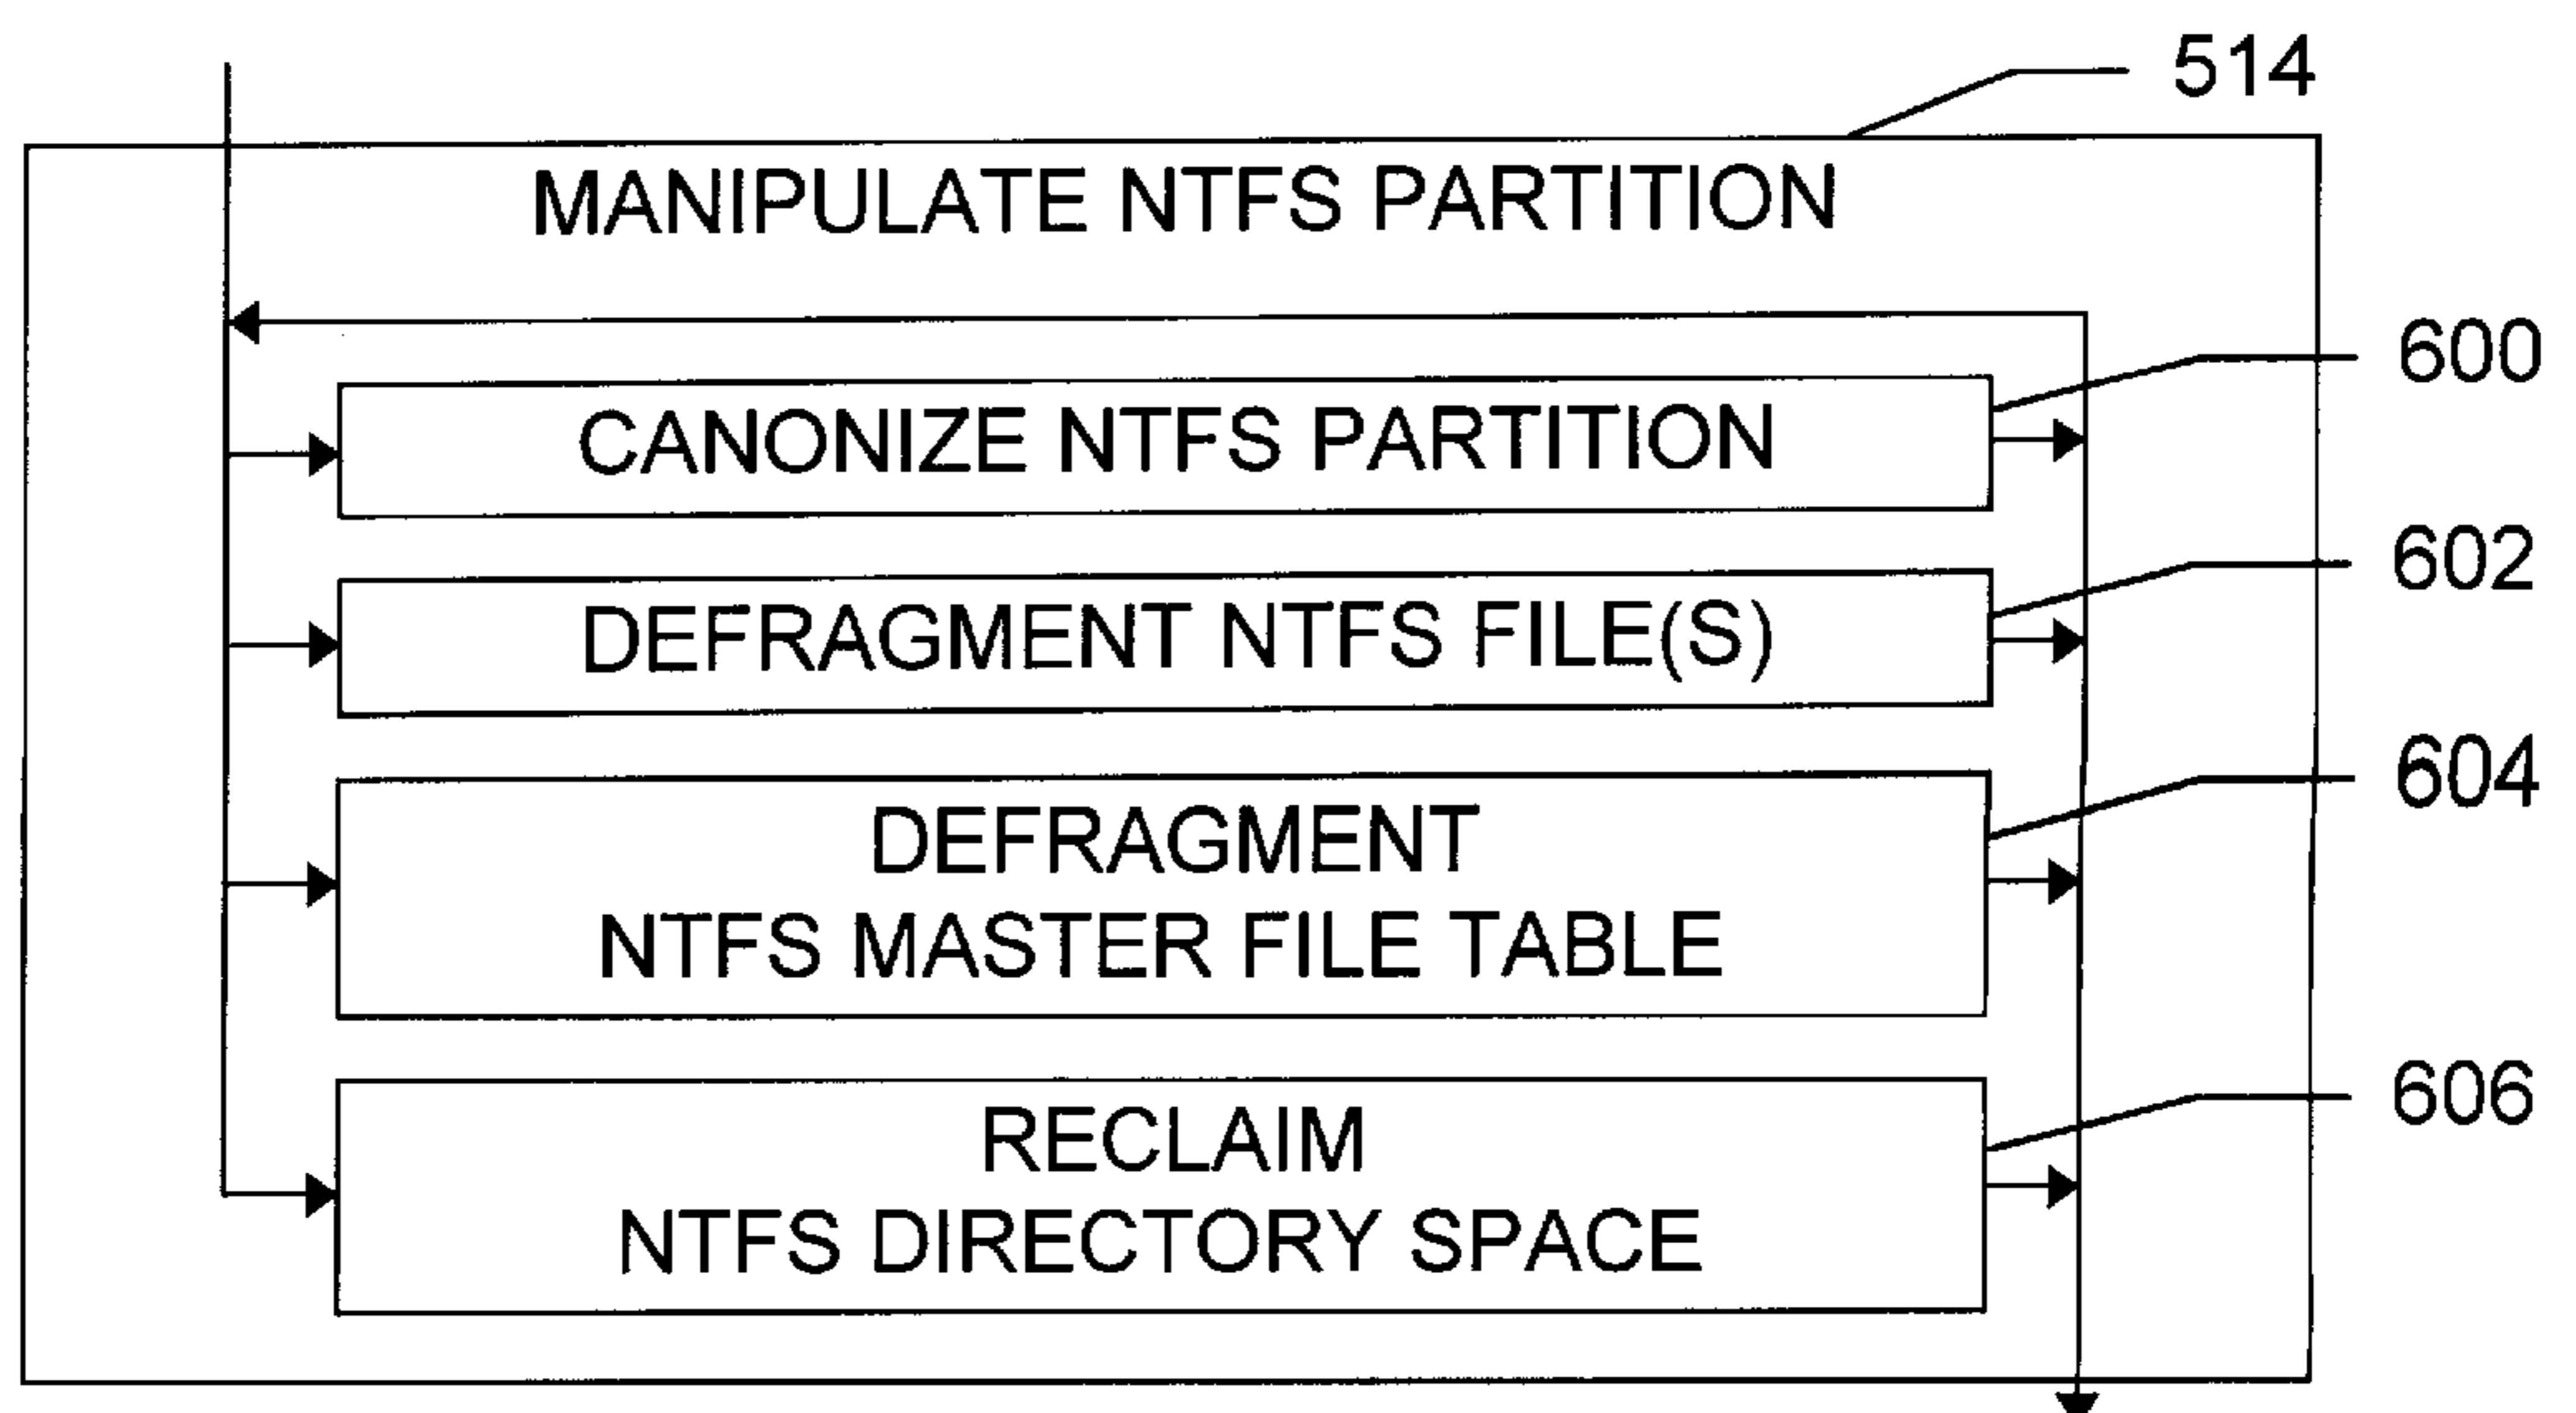 514
MANIPULATE NTFS PARTITION
600
CANONIZE NTFS PARTITION
602
DEFRAGMENT NTFS FILE(S)
604
DEFRAGMENT
NTFS MASTER FILE TABLE
606
RECLAIM
NTFS DIRECTORY SPACE